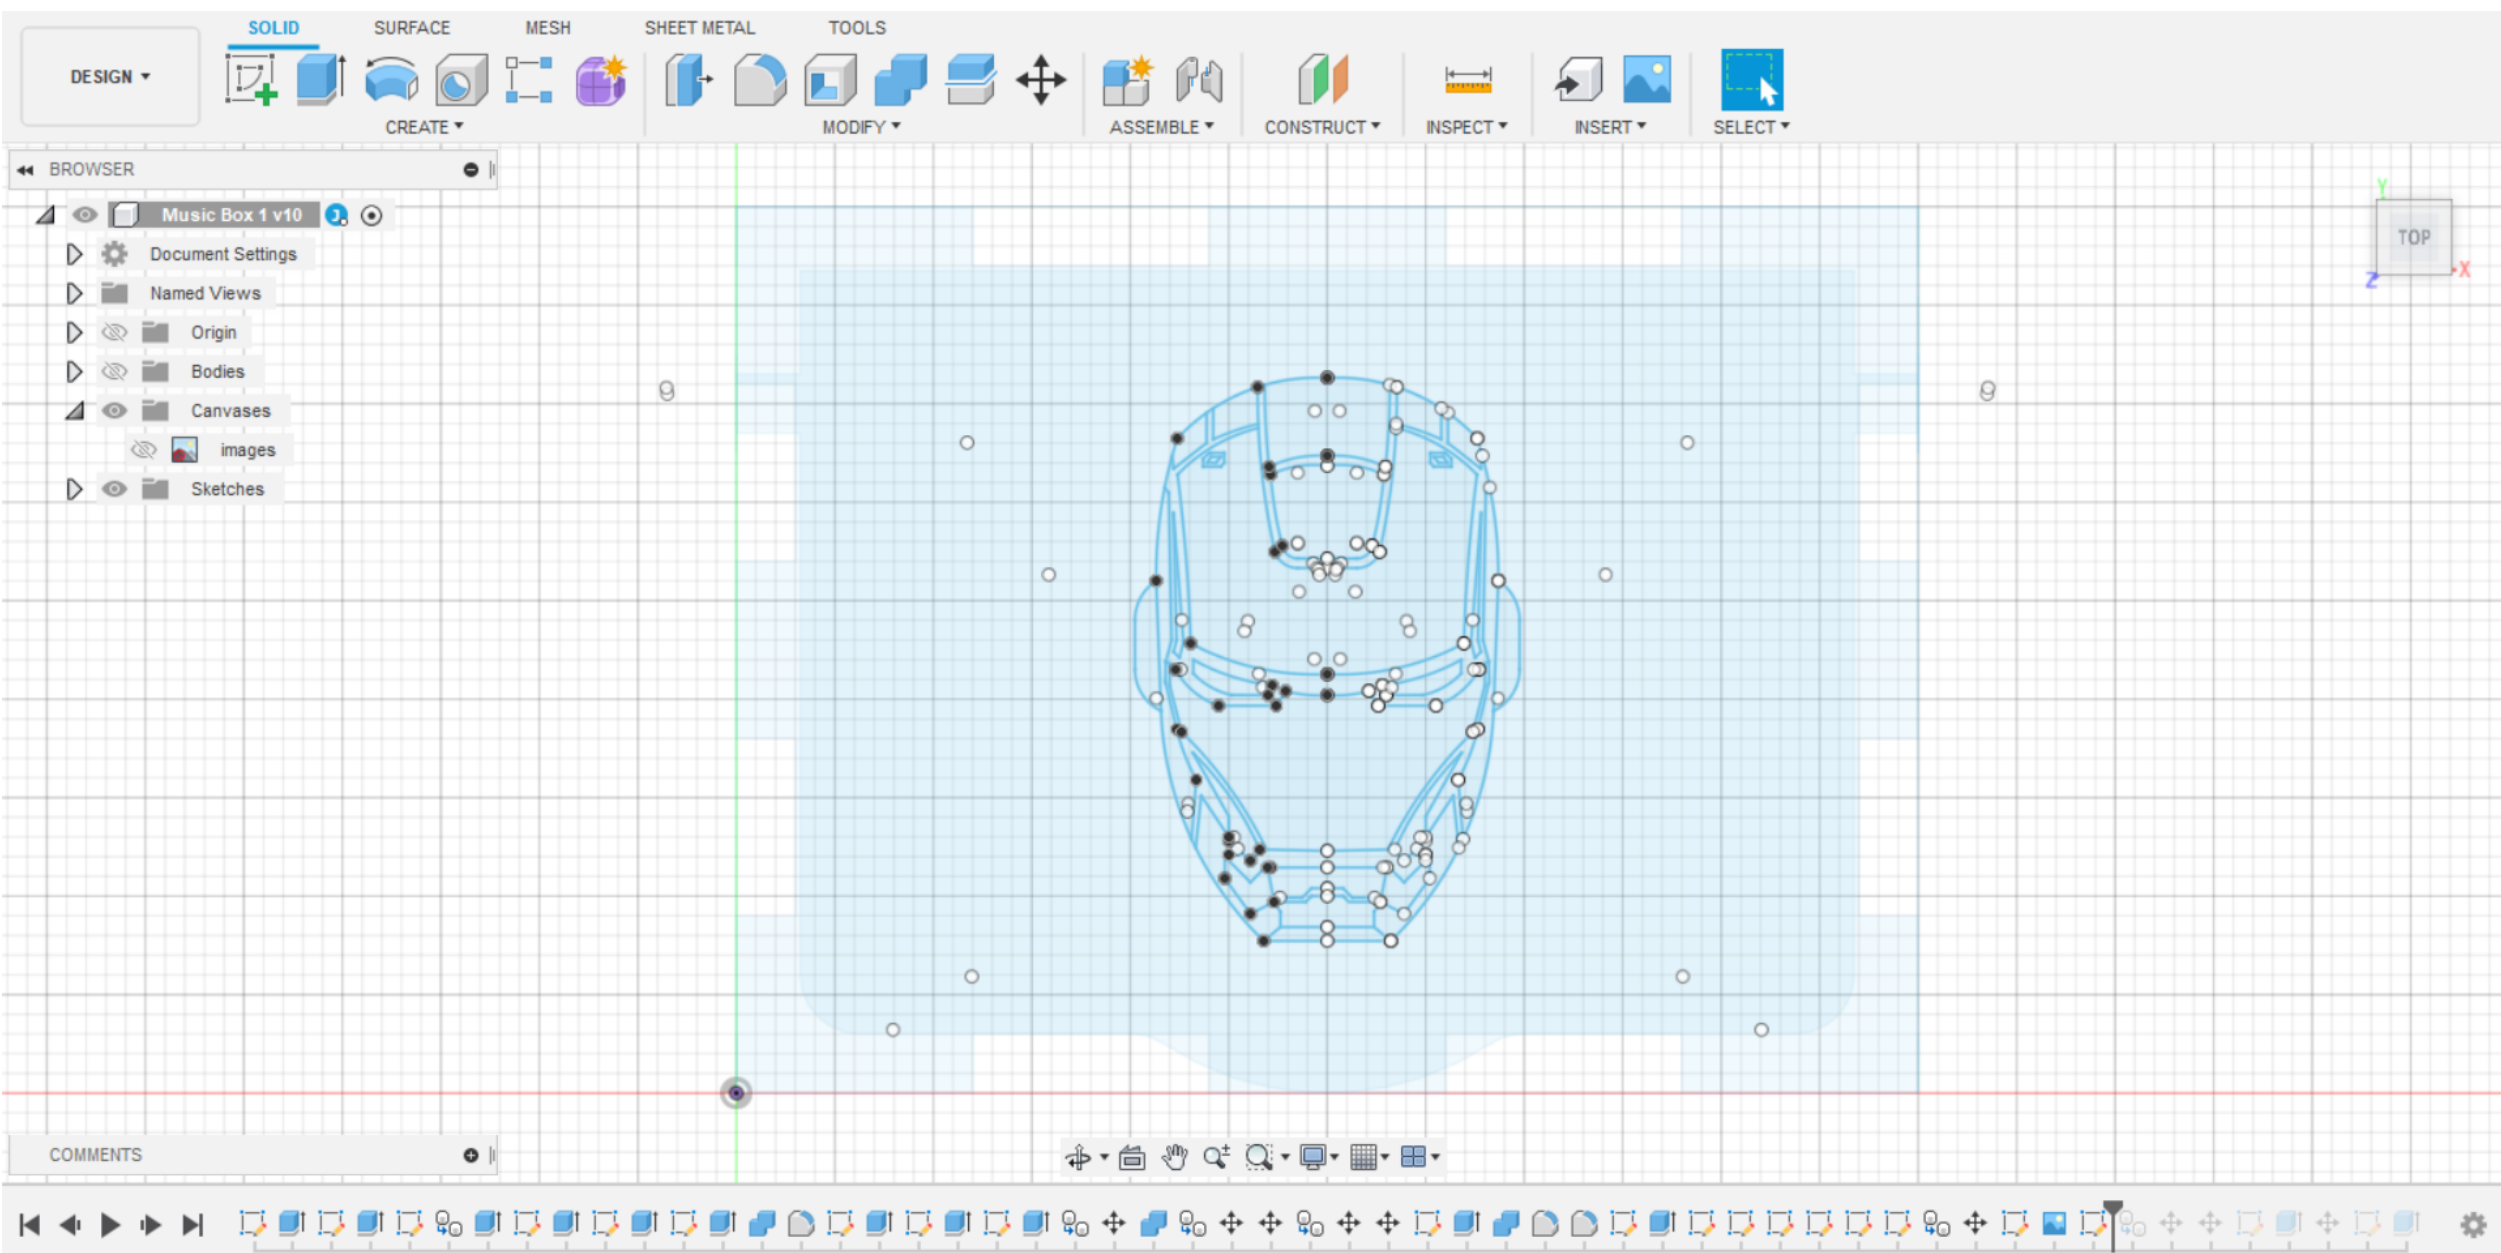 SOLID SURFACE MESH SHEET METAL TOOLS
DESIGN
CREATE MODIFY ASSEMBLE CONSTRUCT INSPECT INSERT SELECT
BROWSER
Music Box 1 v10 J
Document Settings
Named Views
Origin
Bodies
Canvases
images
Sketches
Y
TOP
X
Z
COMMENTS